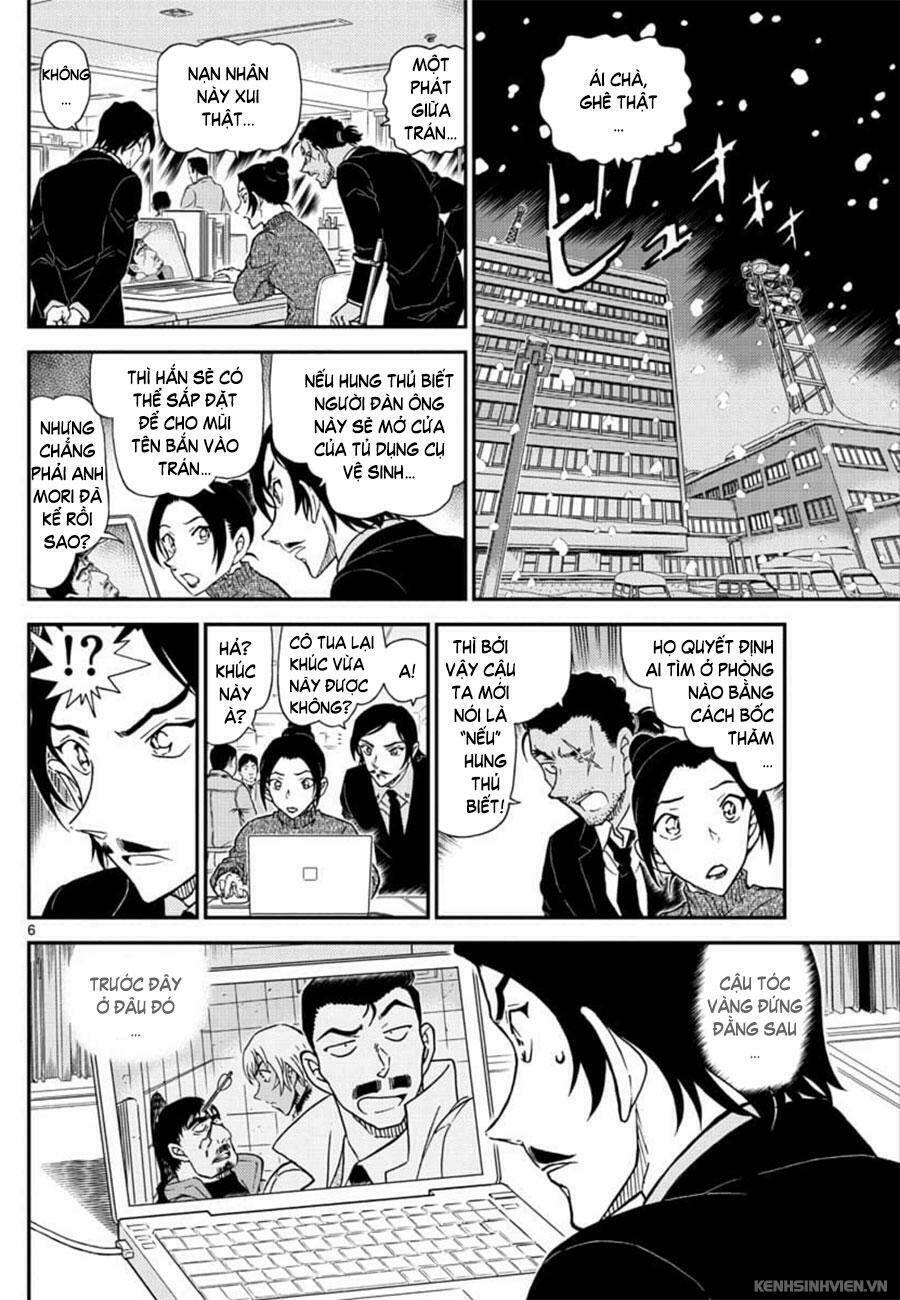 ÁI CHÀ,
GHÊ THẬT
...
ビュオオオ
MỘT
PHÁT
GIỮA
TRÁN...
NẠN NHÂN
NÀY XUI
THẬT...
KHÔNG
...
NẾU HUNG THỦ BIẾT
NGƯỜI ĐÀN ÔNG
NÀY SẼ MỞ CỬA
CỦA TỦ DỤNG CỤ
VỆ SINH...
THÌ HẮN SẼ CÓ
THỂ SẮP ĐẶT
ĐỂ CHO MŨI
TÊN BẮN VÀO
TRÁN...
NHƯNG
CHẲNG
PHẢI ANH
MORI ĐÃ
KỂ RỒI
SAO?
HỌ QUYẾT ĐỊNH
AI TÌM Ở PHÒNG
NÀO BẰNG
CÁCH BỐC
THĂM
...
THÌ BỞI
VẬY CẬU
TA MỚI
NÓI LÀ
"NẾU"
HUNG
THỦ
BIẾT!
A!
CÔ TUA LẠI
KHÚC VỪA
NÃY ĐƯỢC
KHÔNG?
HẢ?
KHÚC
NÀY
À?
!?
6
CẬU TÓC
VÀNG ĐỨNG
ĐẰNG SAU
...
TRƯỚC ĐÂY
Ở ĐÂU ĐÓ
...
KENHSINHVIEN.VN